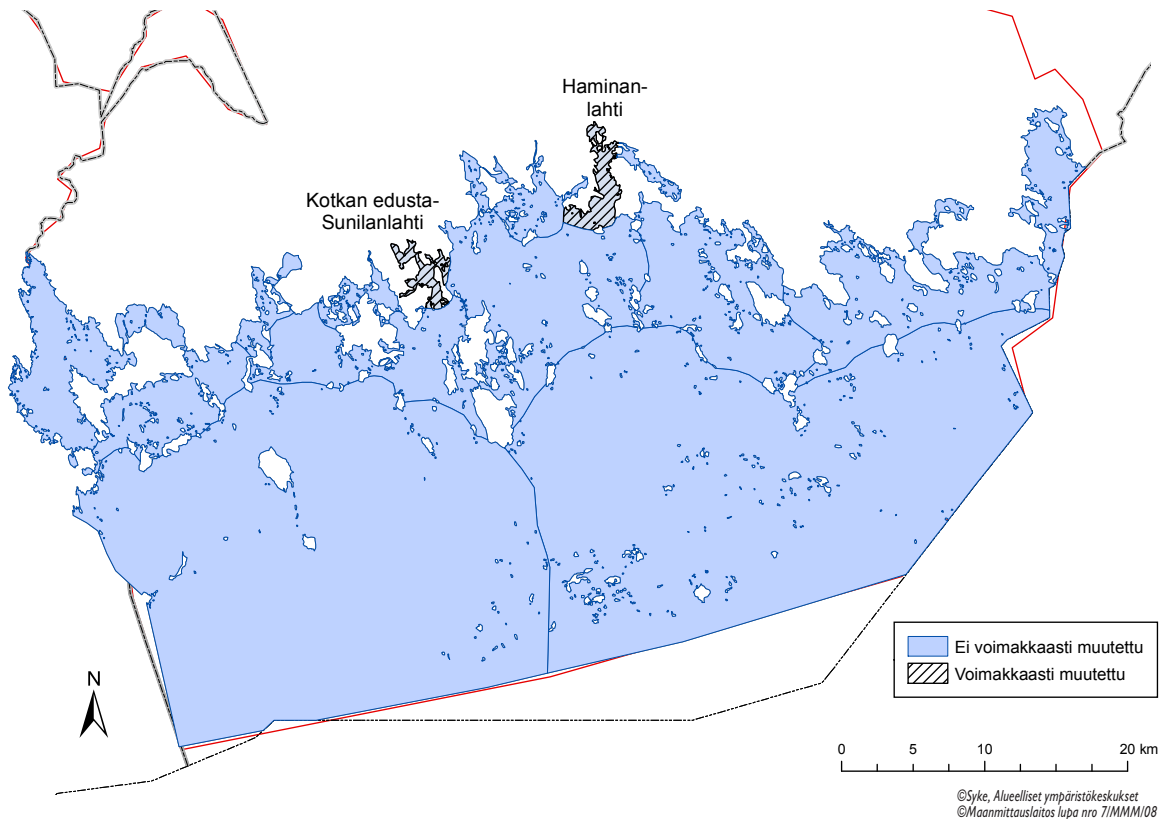 Haminan-
lahti
Kotkan edusta-
Sunilanlahti
N
Ei voimakkaasti muutettu
Voimakkaasti muutettu
0 5 10 20 km
©Syke, Alueelliset ympäristökeskukset
©Maanmittauslaitos lupa nro 7/MMM/08